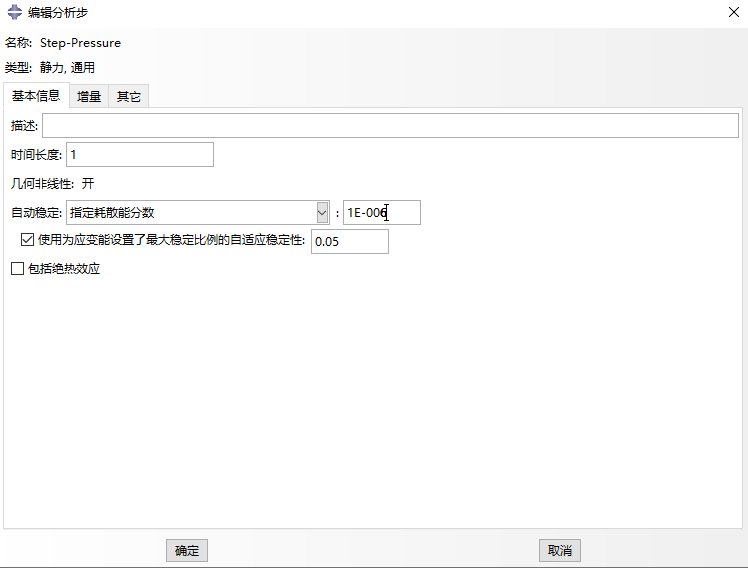 编辑分析步
名称: Step-Pressure
类型: 静力, 通用
基本信息 增量 其它
描述:
时间长度: 1
几何非线性: 开
自动稳定: 指定耗散能分数 : 1E-006
使用为应变能设置了最大稳定比例的自适应稳定性: 0.05
包括绝热效应
确定 取消